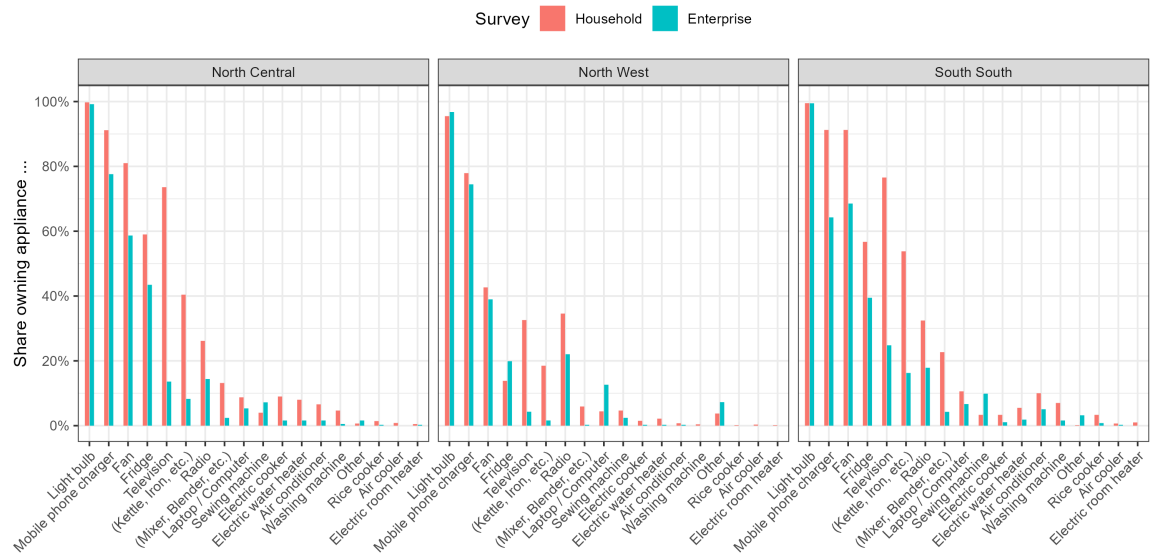 Survey Household Enterprise
North Central North West South South
Share owning appliance ...
100%
80%
60%
40%
20%
0%
Light bulb
Mobile phone charger
Fan
Fridge
Television
(Kettle, Iron, etc.)
Radio
(Mixer, Blender, etc.)
Laptop / Computer
Sewing machine
Electric cooker
Electric water heater
Air conditioner
Washing machine
Other
Rice cooker
Air cooler
Electric room heater
Light bulb
Mobile phone charger
Fan
Fridge
Television
(Kettle, Iron, etc.)
Radio
(Mixer, Blender, etc.)
Laptop / Computer
Sewing machine
Electric cooker
Electric water heater
Air conditioner
Washing machine
Other
Rice cooker
Air cooler
Electric room heater
Light bulb
Mobile phone charger
Fan
Fridge
Television
(Kettle, Iron, etc.)
Radio
(Mixer, Blender, etc.)
Laptop / Computer
Sewing machine
Electric cooker
Electric water heater
Air conditioner
Washing machine
Other
Rice cooker
Air cooler
Electric room heater